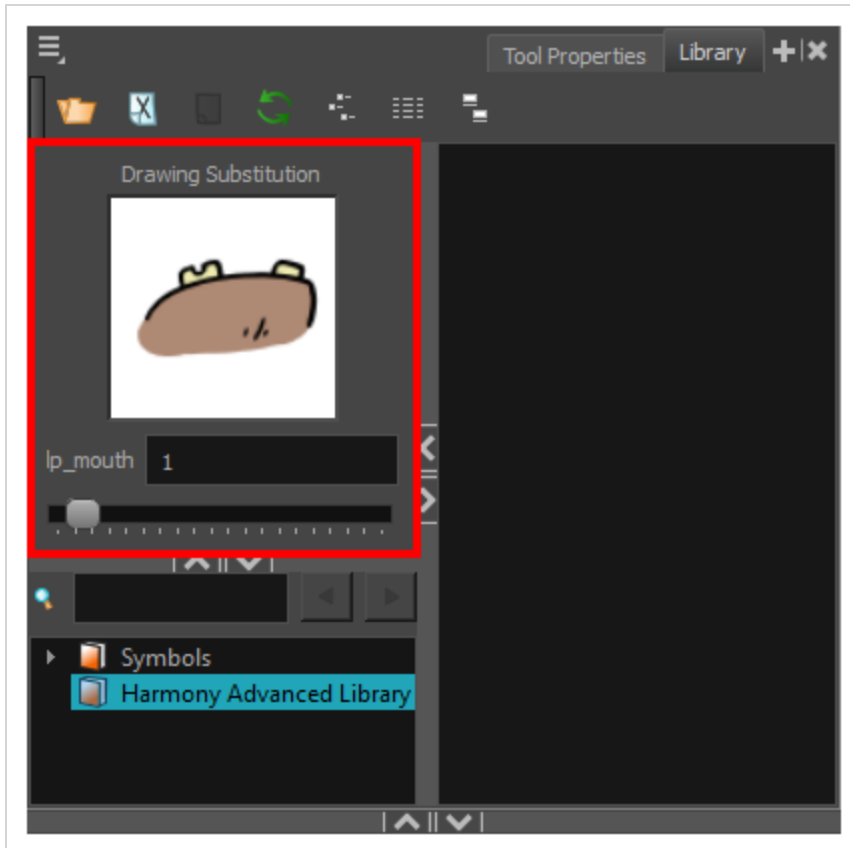 Tool Properties Library
Drawing Substitution
lp_mouth 1
Symbols
Harmony Advanced Library